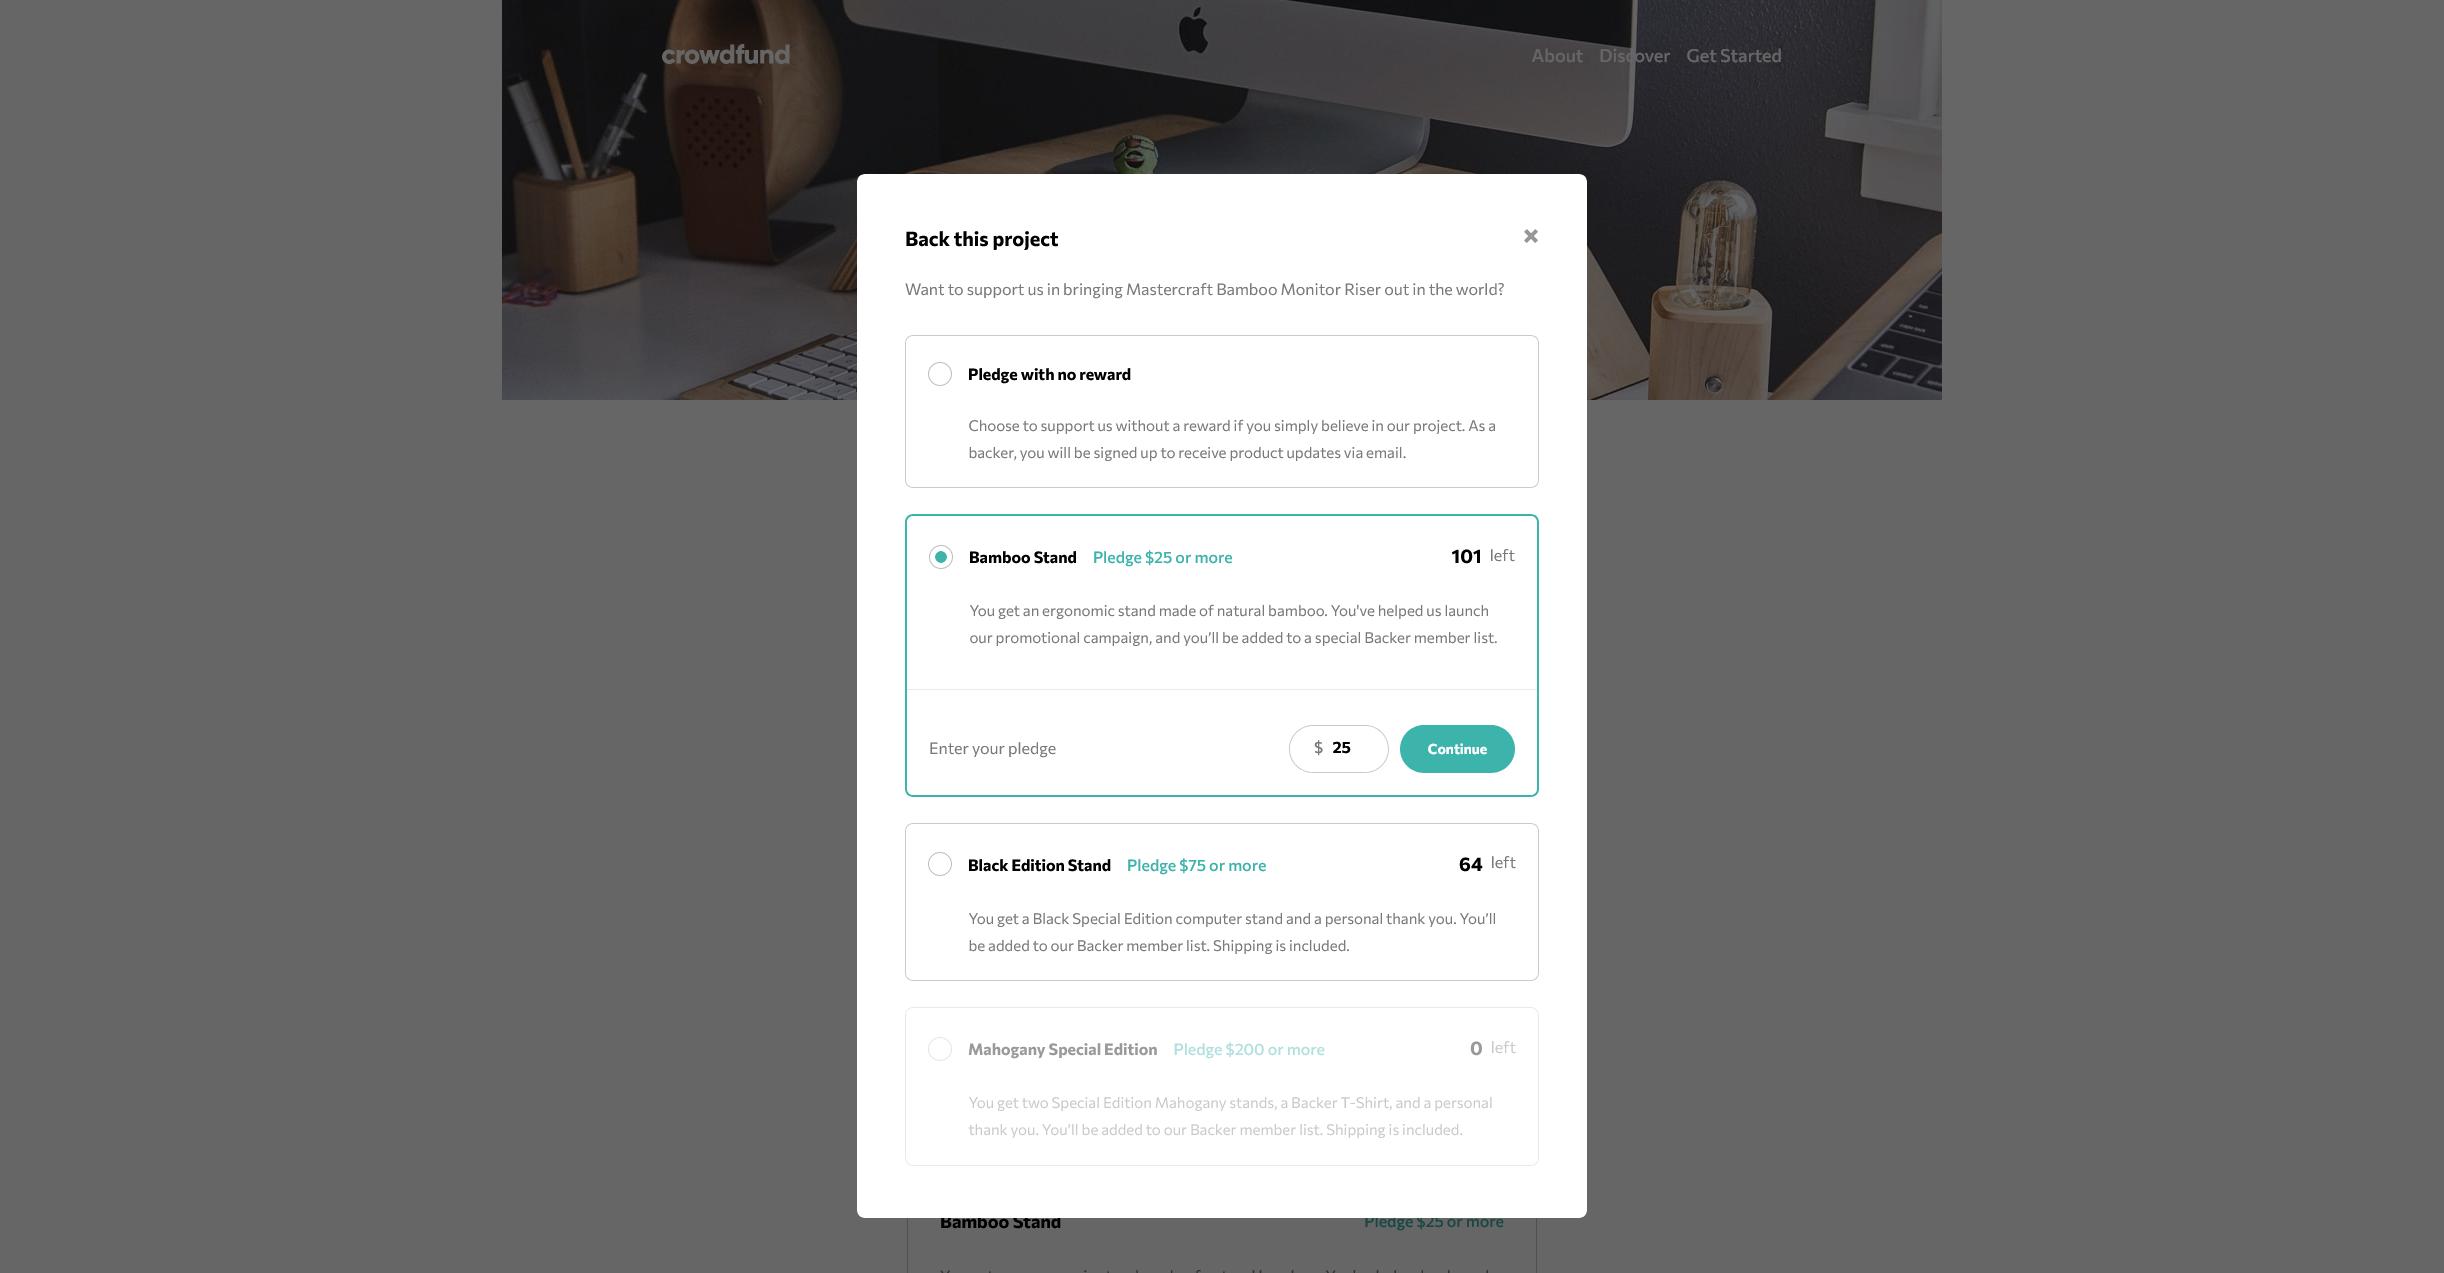 crowdfund
About Discover Get Started
Back this project
Want to support us in bringing Mastercraft Bamboo Monitor Riser out in the world?
Pledge with no reward
Choose to support us without a reward if you simply believe in our project. As a
backer, you will be signed up to receive product updates via email.
Bamboo Stand Pledge $25 or more 101 left
You get an ergonomic stand made of natural bamboo. You've helped us launch
our promotional campaign, and you’ll be added to a special Backer member list.
Enter your pledge $ 25 Continue
Black Edition Stand Pledge $75 or more 64 left
You get a Black Special Edition computer stand and a personal thank you. You’ll
be added to our Backer member list. Shipping is included.
Mahogany Special Edition Pledge $200 or more 0 left
You get two Special Edition Mahogany stands, a Backer T-Shirt, and a personal
thank you. You’ll be added to our Backer member list. Shipping is included.
Bamboo Stand Pledge $25 or more